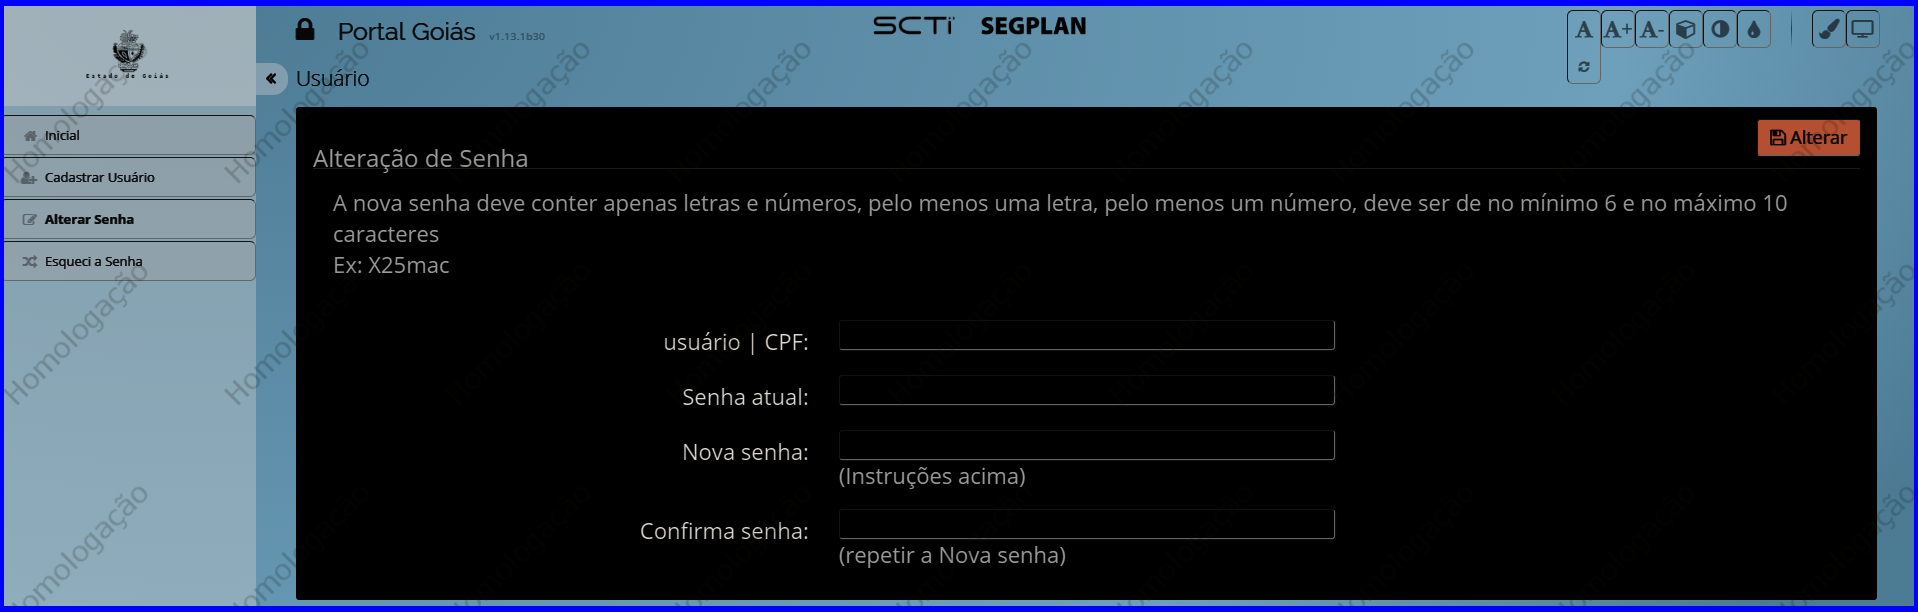 Estado de Goiás
Portal Goiás v1.13.1b30
SCTi SEGPLAN
A A+ A-
« Usuário
Inicial
Cadastrar Usuário
Alterar Senha
Esqueci a Senha
Alterar
Alteração de Senha
A nova senha deve conter apenas letras e números, pelo menos uma letra, pelo menos um número, deve ser de no mínimo 6 e no máximo 10
caracteres
Ex: X25mac
usuário | CPF:
Senha atual:
Nova senha:
(Instruções acima)
Confirma senha:
(repetir a Nova senha)
Homologação